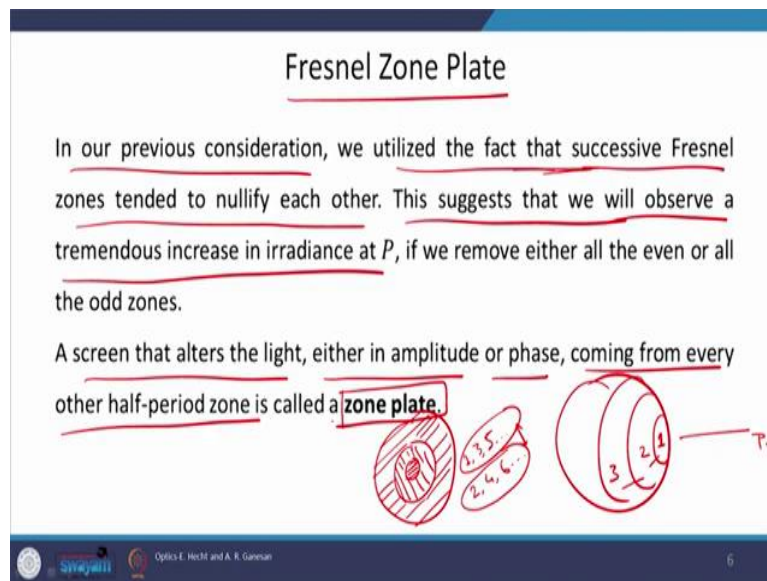 Fresnel Zone Plate
In our previous consideration, we utilized the fact that successive Fresnel
zones tended to nullify each other. This suggests that we will observe a
tremendous increase in irradiance at P, if we remove either all the even or all
the odd zones.
A screen that alters the light, either in amplitude or phase, coming from every
other half-period zone is called a zone plate.
1, 3, 5...
2, 4, 6...
3 2 1 P
swayam Optics-E. Hecht and A. R. Ganesan 6